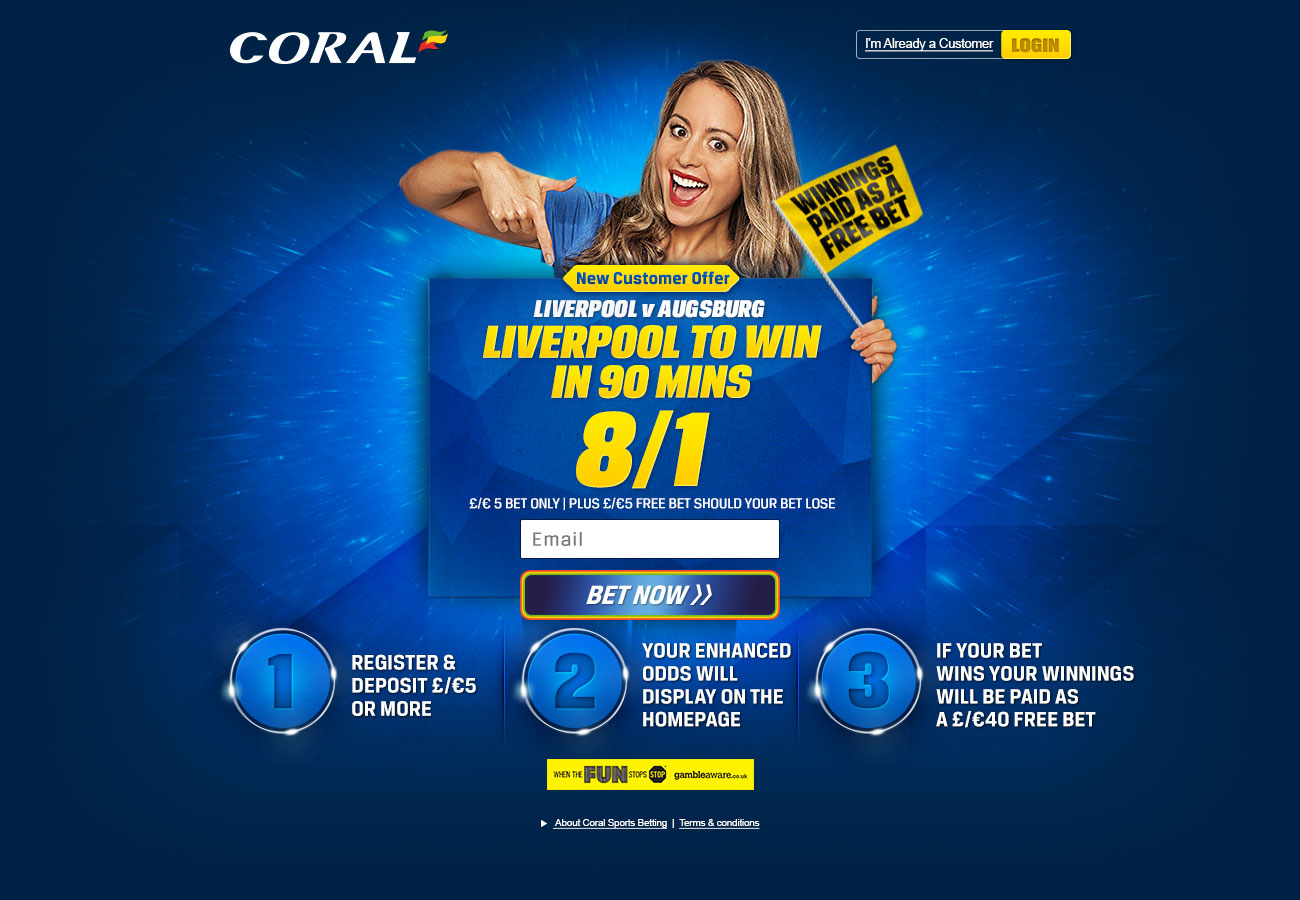 CORAL
I'm Already a Customer LOGIN
WINNINGS
PAID AS A
FREE BET
New Customer Offer
LIVERPOOL v AUGSBURG
LIVERPOOL TO WIN
IN 90 MINS
8/1
£/€ 5 BET ONLY | PLUS £/€5 FREE BET SHOULD YOUR BET LOSE
Email
BET NOW »
1
REGISTER &
DEPOSIT £/€5
OR MORE
2
YOUR ENHANCED
ODDS WILL
DISPLAY ON THE
HOMEPAGE
3
IF YOUR BET
WINS YOUR WINNINGS
WILL BE PAID AS
A £/€40 FREE BET
WHEN THE FUN STOPS STOP gambleaware.co.uk
About Coral Sports Betting | Terms & conditions